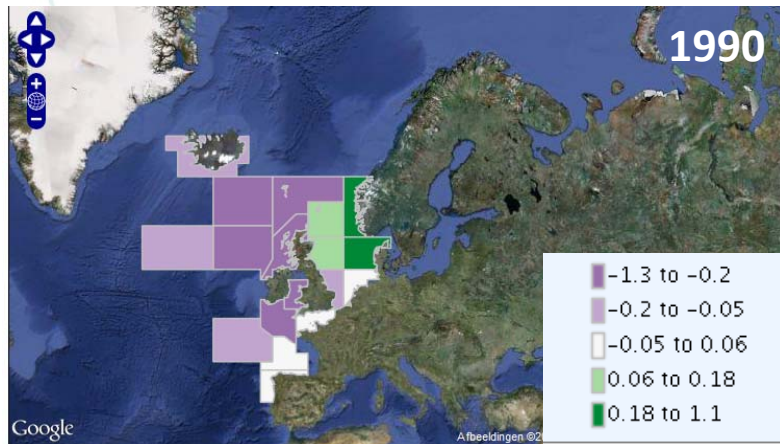 1990
-1.3 to -0.2
-0.2 to -0.05
-0.05 to 0.06
0.06 to 0.18
0.18 to 1.1
Google
Afbeeldingen ©2